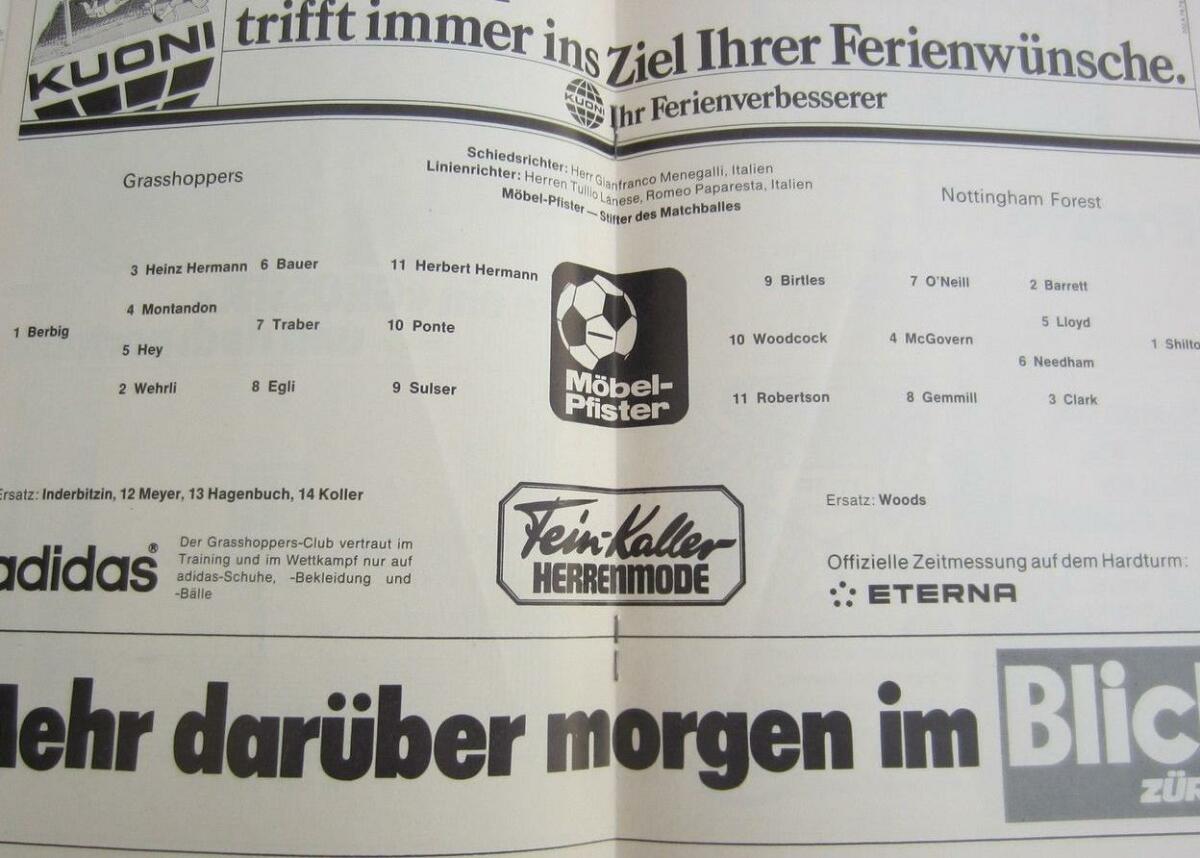 KUONI
trifft immer ins Ziel Ihrer Ferienwünsche.
KUONI
Ihr Ferienverbesserer
Schiedsrichter: Herr Gianfranco Menegalli, Italien
Linienrichter: Herren Tullio Lanese, Romeo Paparesta, Italien
Möbel-Pfister – Stifter des Matchballes
Grasshoppers
Nottingham Forest
3 Heinz Hermann 6 Bauer 11 Herbert Hermann
4 Montandon
1 Berbig 7 Traber 10 Ponte
5 Hey
2 Wehrli 8 Egli 9 Sulser
Möbel-
Pfister
9 Birtles 7 O'Neill 2 Barrett
5 Lloyd
10 Woodcock 4 McGovern 1 Shilto
6 Needham
11 Robertson 8 Gemmill 3 Clark
Ersatz: Inderbitzin, 12 Meyer, 13 Hagenbuch, 14 Koller
adidas®
Der Grasshoppers-Club vertraut im
Training und im Wettkampf nur auf
adidas-Schuhe, -Bekleidung und
-Bälle
Fein-Kaller
HERRENMODE
Ersatz: Woods
Offizielle Zeitmessung auf dem Hardturm:
ETERNA
Mehr darüber morgen im
Blick
ZÜR